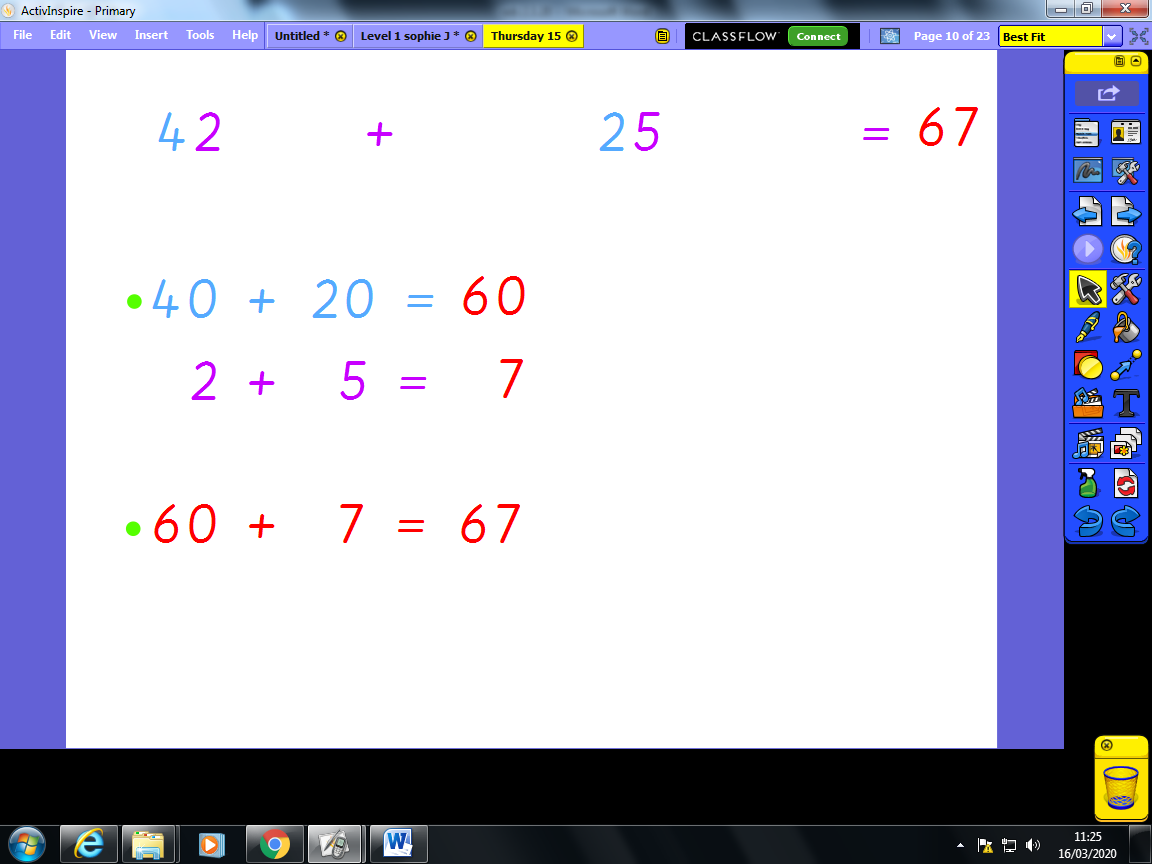 ActivInspire - Primary
File Edit View Insert Tools Help Untitled * Level 1 sophie J * Thursday 15 CLASSFLOW Connect Page 10 of 23 Best Fit
42 + 25 = 67
40 + 20 = 60
2 + 5 = 7
60 + 7 = 67
11:25
16/03/2020